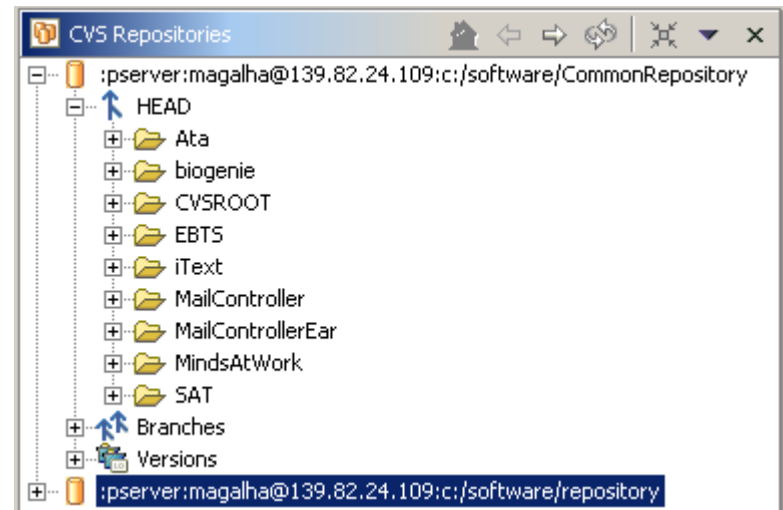 CVS Repositories
:pserver:magalha@139.82.24.109:c:/software/CommonRepository
HEAD
Ata
biogenie
CVSROOT
EBTS
iText
MailController
MailControllerEar
MindsAtWork
SAT
Branches
Versions
:pserver:magalha@139.82.24.109:c:/software/repository